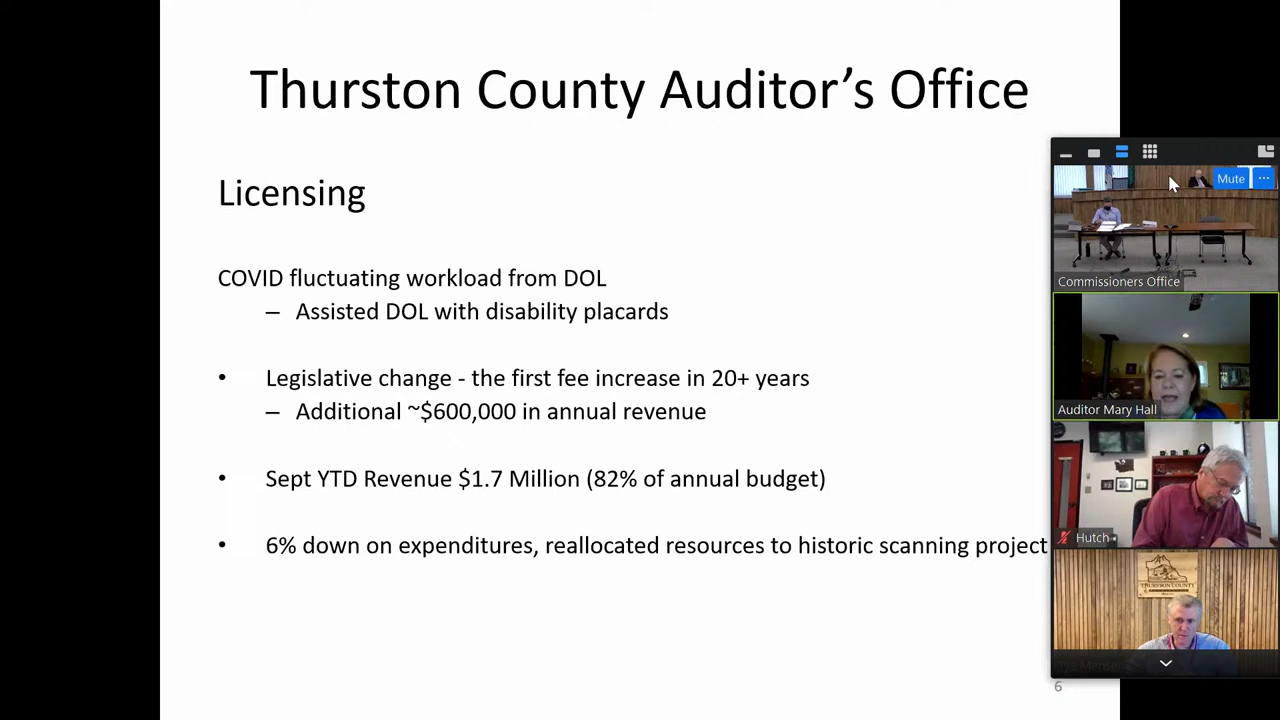 Thurston County Auditor's Office
Licensing
COVID fluctuating workload from DOL
– Assisted DOL with disability placards
• Legislative change - the first fee increase in 20+ years
– Additional ~$600,000 in annual revenue
• Sept YTD Revenue $1.7 Million (82% of annual budget)
• 6% down on expenditures, reallocated resources to historic scanning project
6
Mute
Commissioners Office
Auditor Mary Hall
Hutch
THURSTON COUNTY